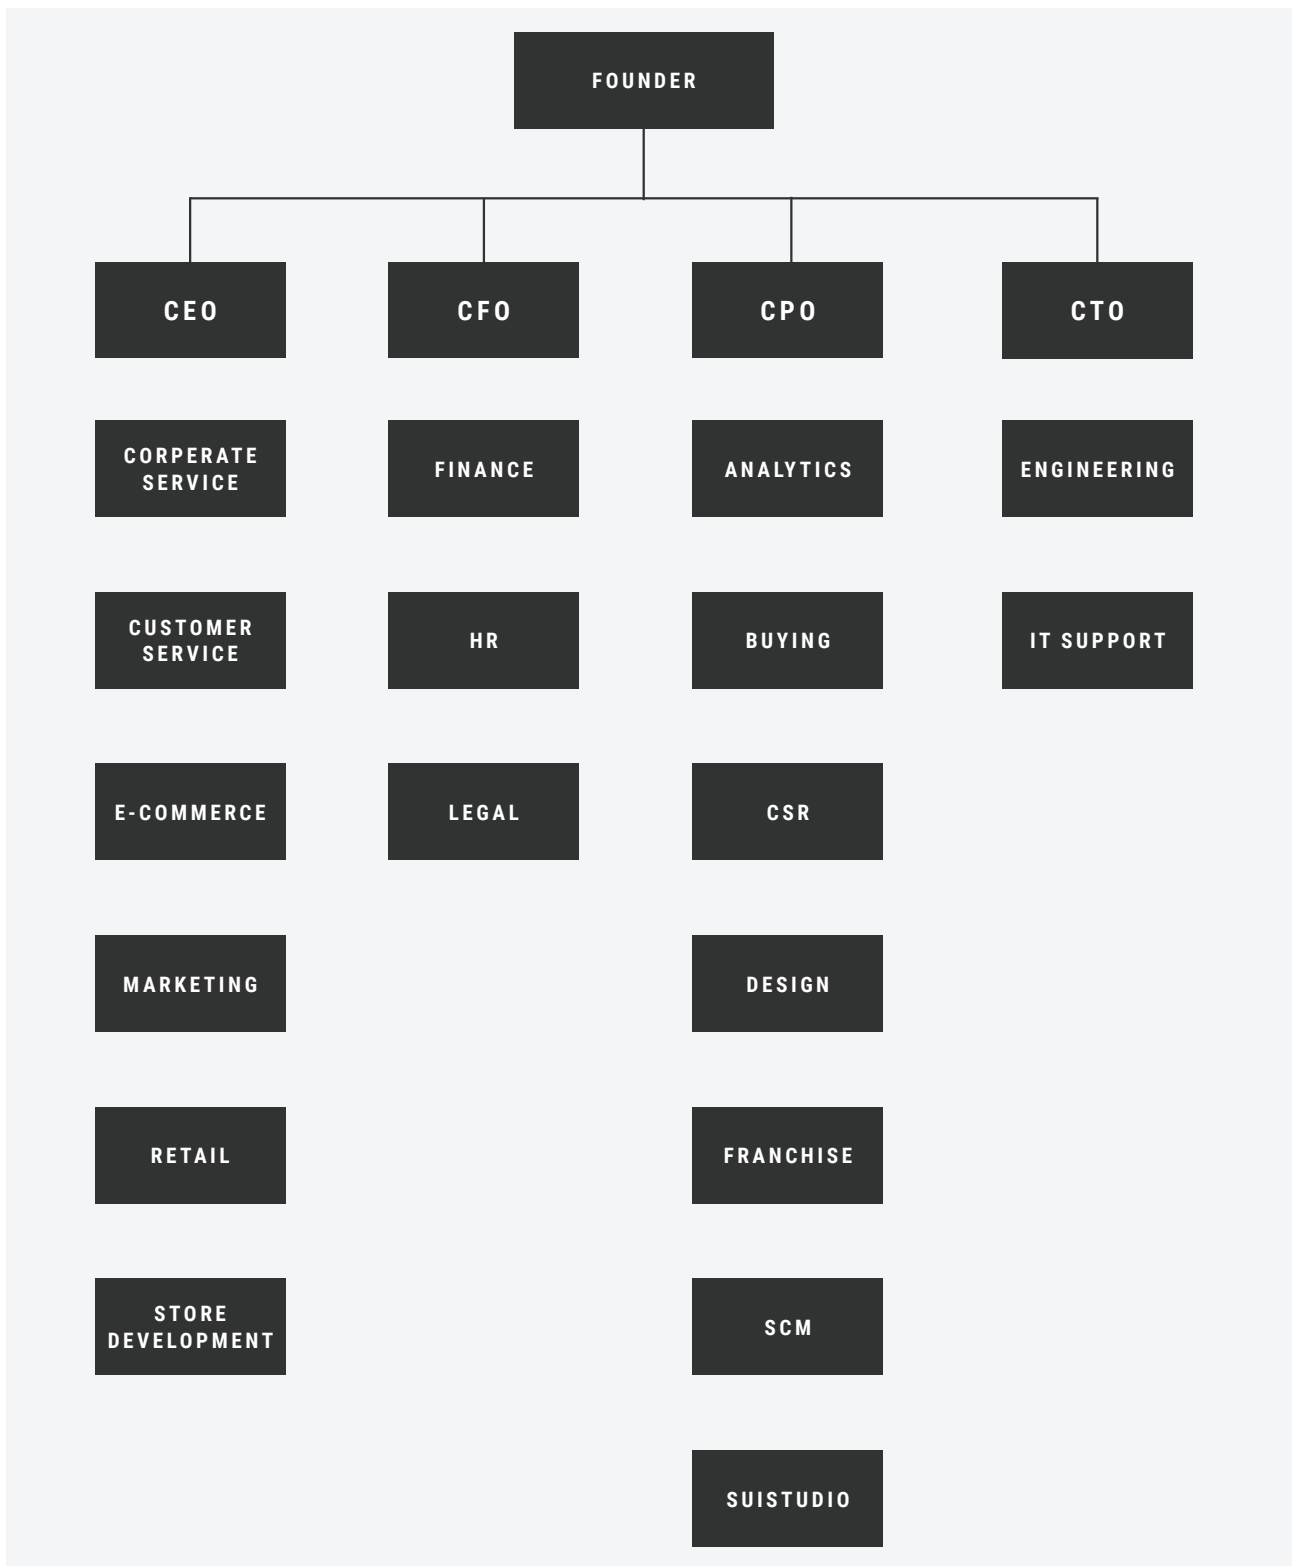 FOUNDER
CEO
CFO
CPO
CTO
CORPERATE
SERVICE
FINANCE
ANALYTICS
ENGINEERING
CUSTOMER
SERVICE
HR
BUYING
IT SUPPORT
E-COMMERCE
LEGAL
CSR
MARKETING
DESIGN
RETAIL
FRANCHISE
STORE
DEVELOPMENT
SCM
SUISTUDIO